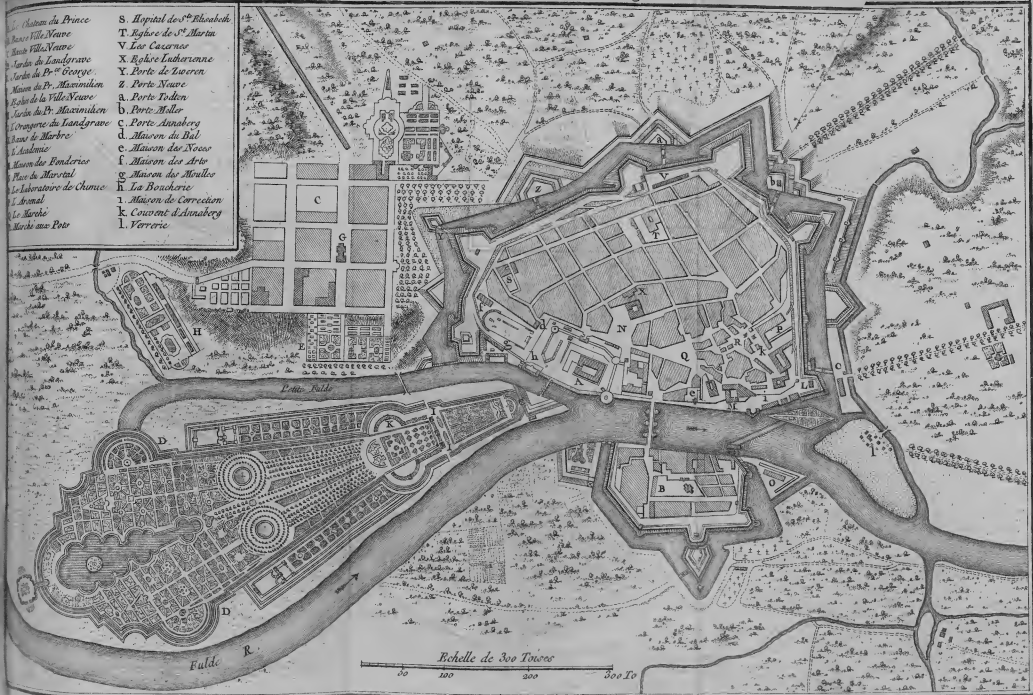 Chateau du Prince
Basse Ville Neuve
Haute Ville Neuve
Jardin du Landgrave
Jardin du Pr.ce George
Maison du Pr. Maximilien
Eglise de la Ville Neuve
Jardin du Pr. Maximilien
L'Orangerie du Landgrave
Bains de Marbre
L'Academie
Maison des Fonderies
Place du Marstal
Le Laboratoire de Chimie
L'Arsenal
Le Marché
Marché aux Pots
S. Hopital de Ste. Elisabeth
T. Eglise de St. Martin
V. Les Cazernes
X. Eglise Lutherienne
Y. Porte de Zweren
Z. Porte Neuve
a. Porte Todten
b. Porte Moller
c. Porte Annaberg
d. Maison du Bal
e. Maison des Noces
f. Maison des Arts
g. Maison des Moulles
h. La Boucherie
i. Maison de Correction
k. Couvent d'Annaberg
l. Verrerie
C
G
H
E
Z
V
T
S
X
N
d
h
A
Q
R
P
k
e
M
i
c
l
Petite Fulde
D
I
K
B
O
D
Fulde R.
Echelle de 300 Toises
50 100 200 300 To